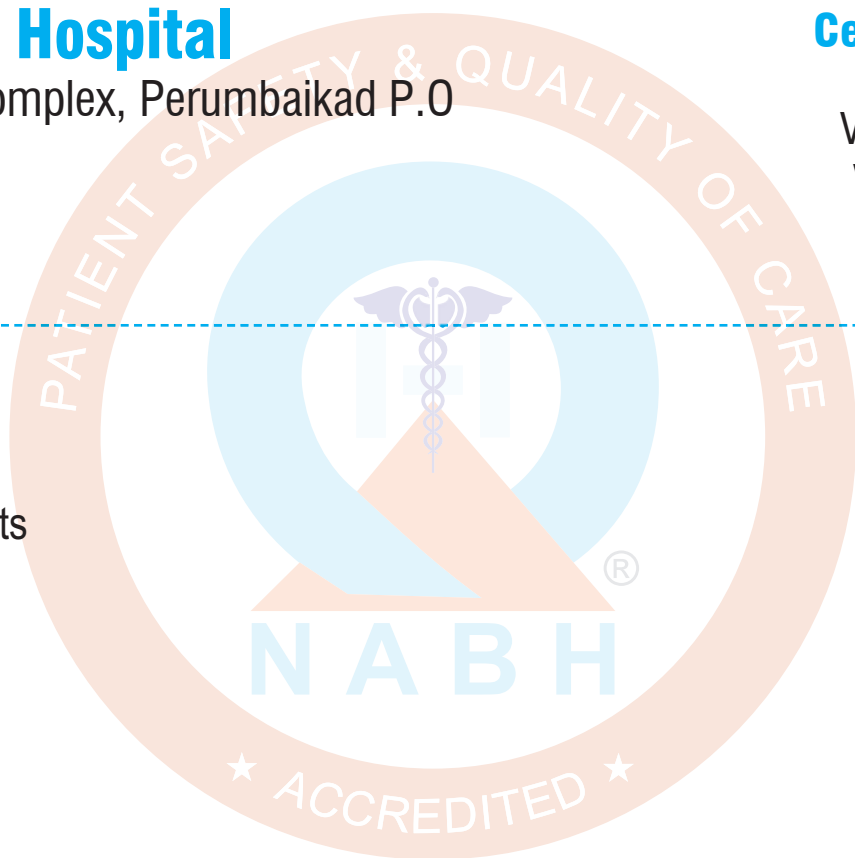 Hospital
Ce
omplex, Perumbaikad P.O
V
PATIENT SAFETY & QUALITY OF CARE
ts
®
NABH
★ ACCREDITED ★